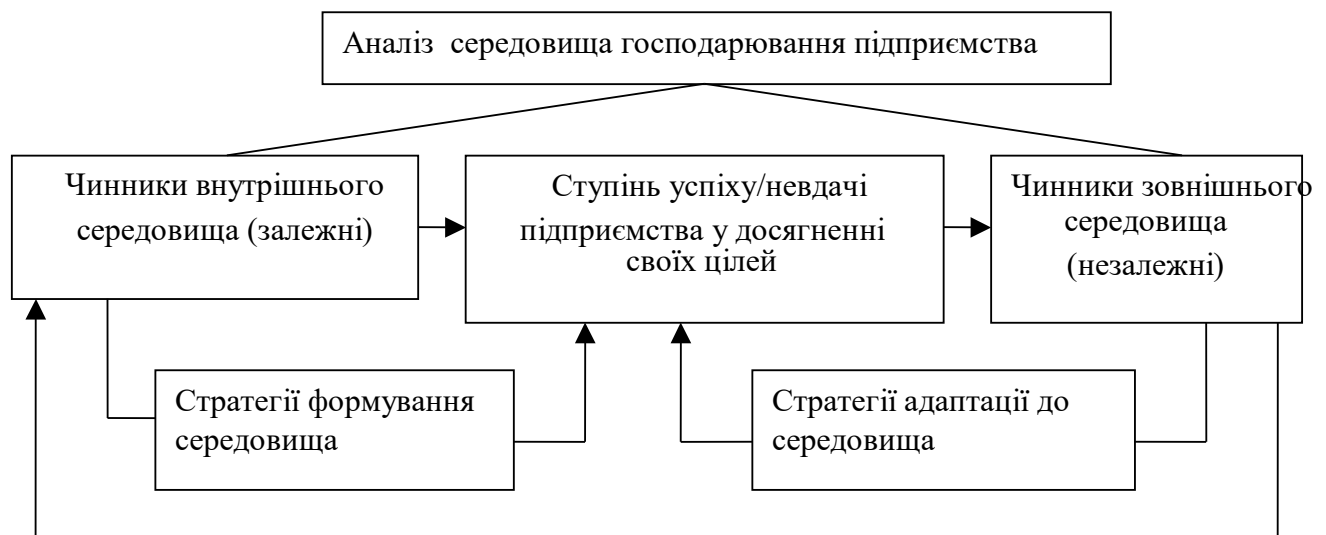 Аналіз  середовища господарювання підприємства
Чинники внутрішнього
середовища (залежні)
Ступінь успіху/невдачі
підприємства у досягненні
своїх цілей
Чинники зовнішнього
середовища
(незалежні)
Стратегії формування
середовища
Стратегії адаптації до
середовища